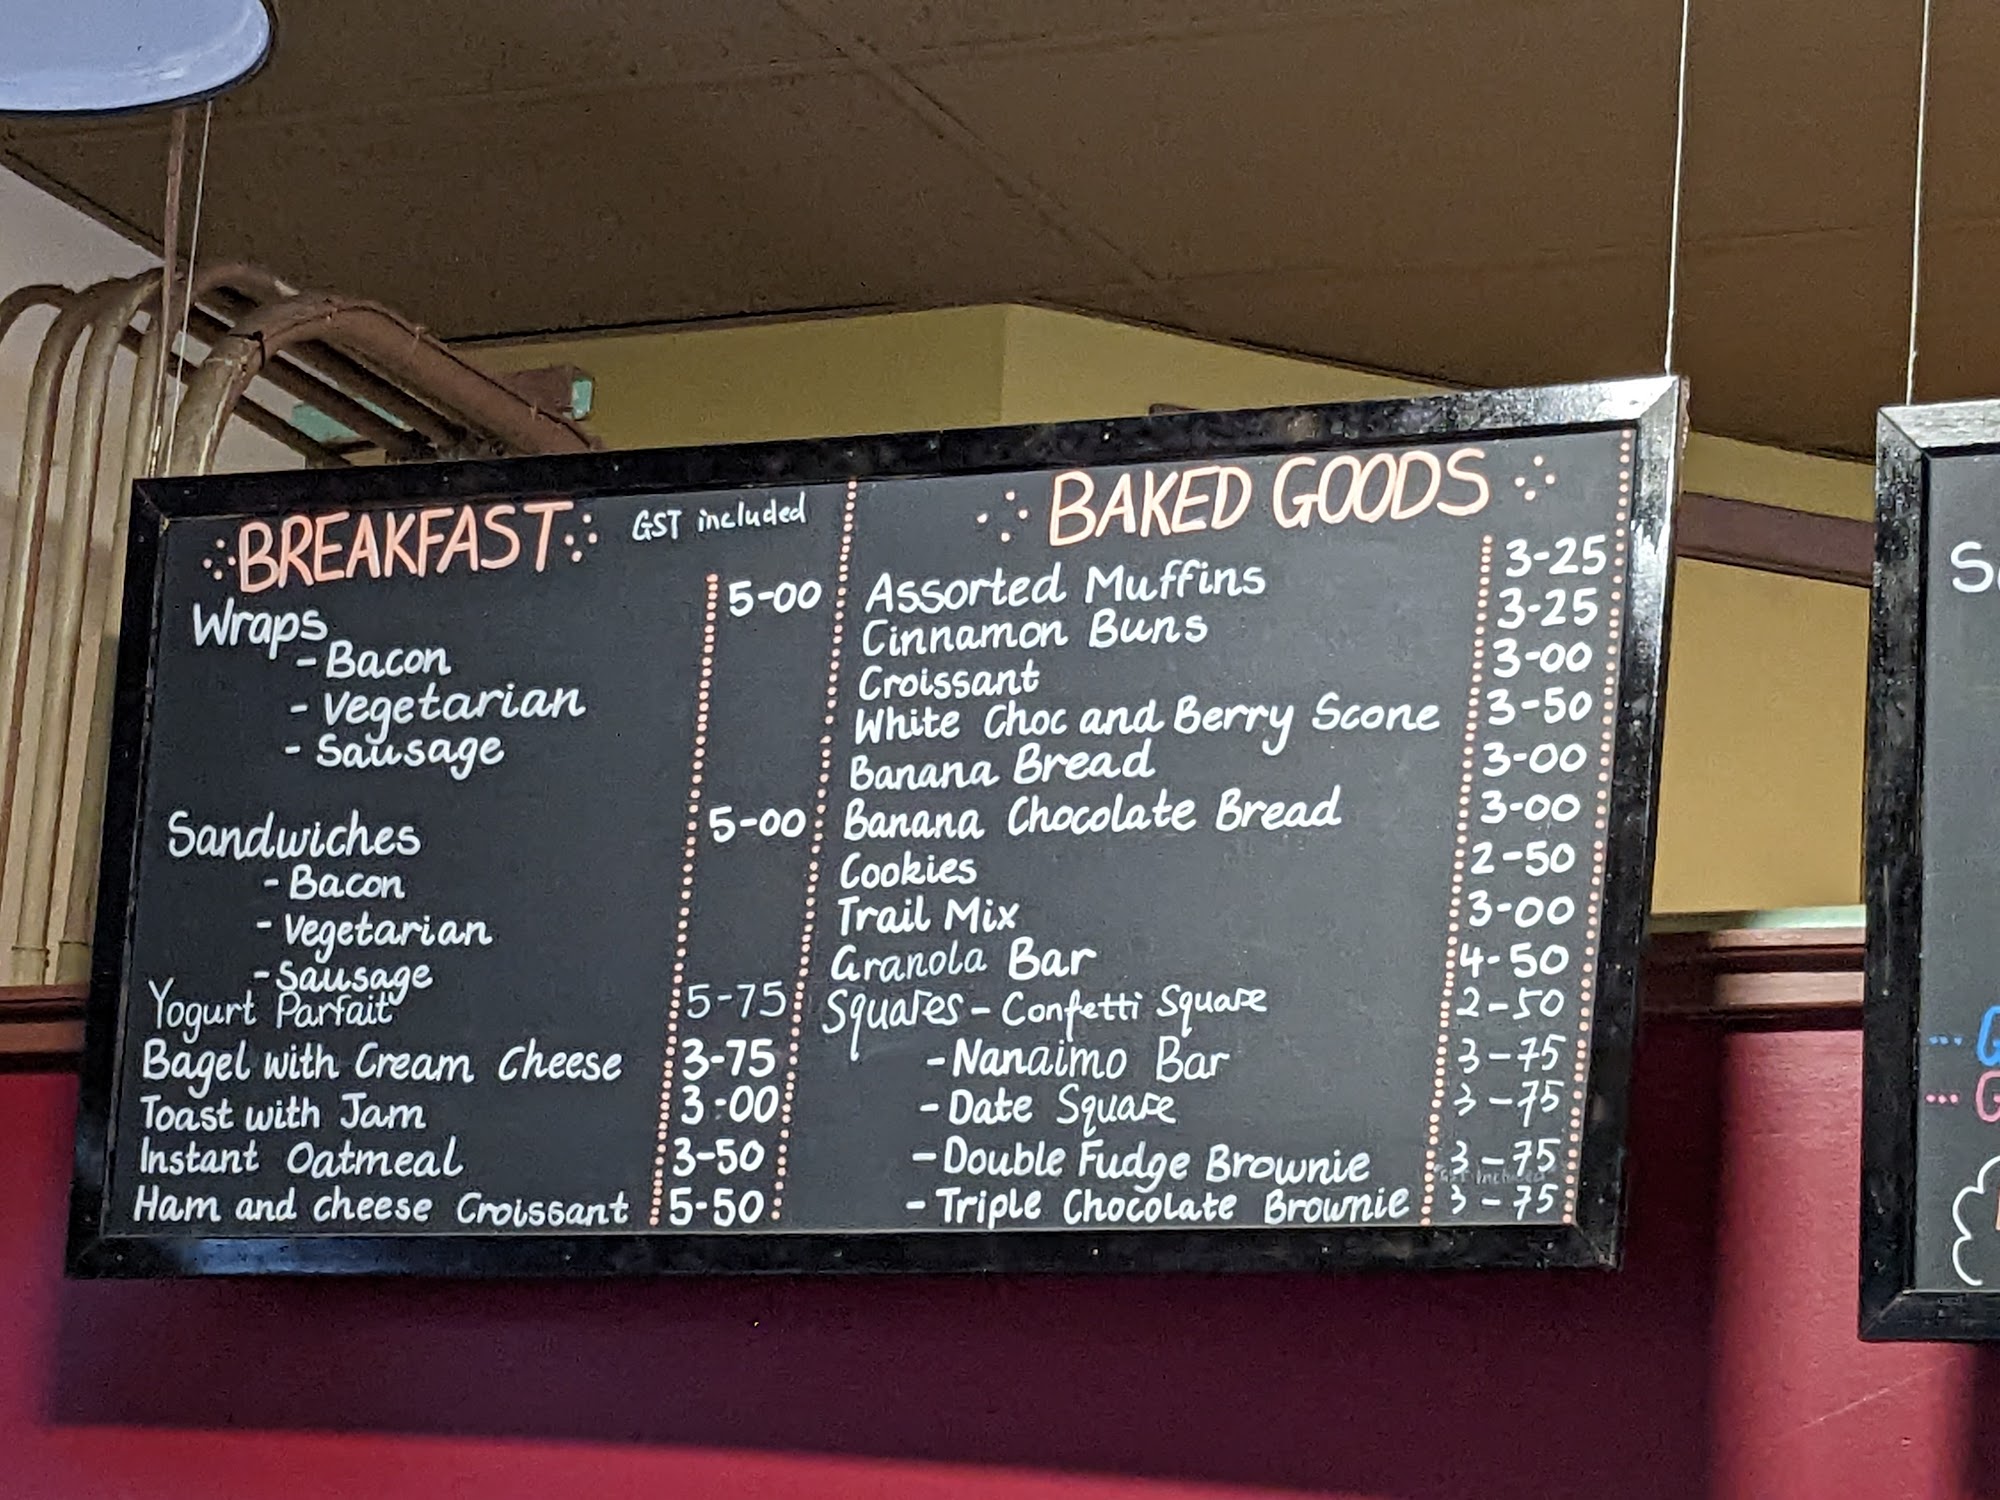 BREAKFAST GST included
Wraps 5-00
- Bacon
- Vegetarian
- Sausage
Sandwiches 5-00
- Bacon
- Vegetarian
- Sausage
Yogurt Parfait 5-75
Bagel with Cream Cheese 3-75
Toast with Jam 3-00
Instant Oatmeal 3-50
Ham and cheese Croissant 5-50
BAKED GOODS
Assorted Muffins 3-25
Cinnamon Buns 3-25
Croissant 3-00
White Choc and Berry Scone 3-50
Banana Bread 3-00
Banana Chocolate Bread 3-00
Cookies 2-50
Trail Mix 3-00
Granola Bar 4-50
Squares - Confetti Square 2-50
- Nanaimo Bar 3-75
- Date Square 3-75
- Double Fudge Brownie 3-75
- Triple Chocolate Brownie 3-75